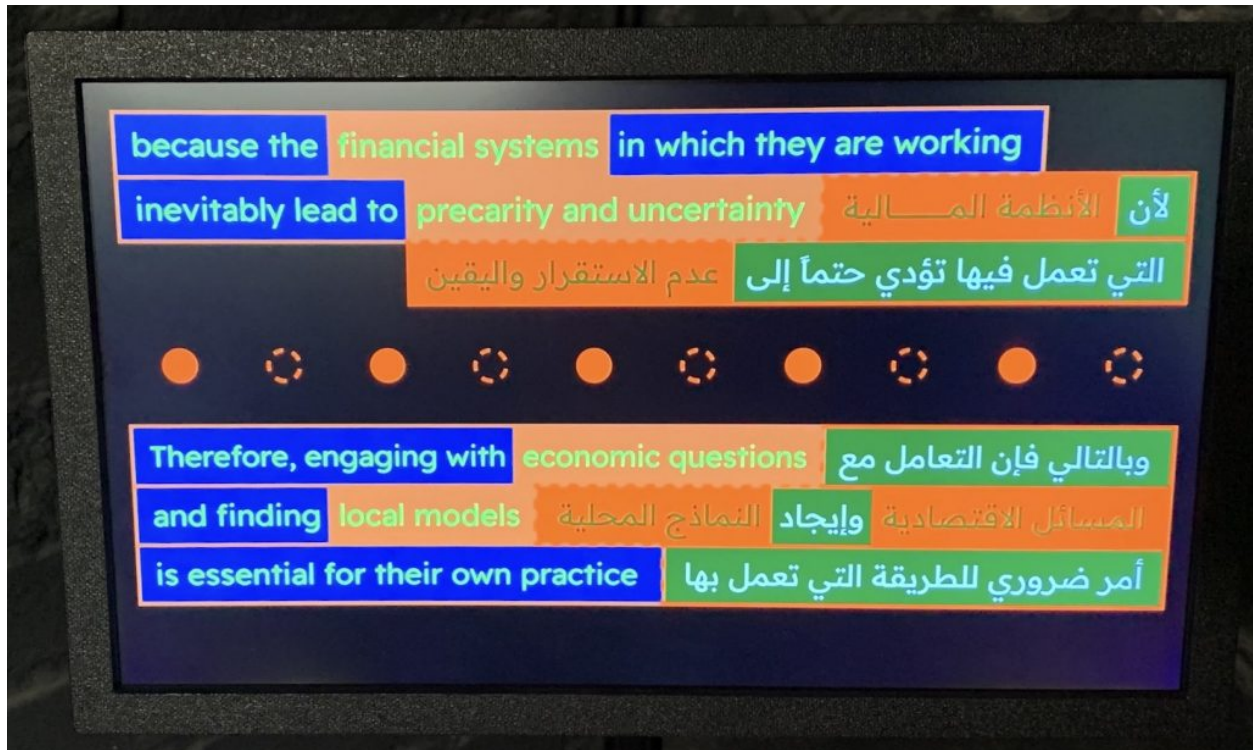 because the financial systems in which they are working
inevitably lead to precarity and uncertainty لأن الأنظمة المـــــالية
التي تعمل فيها تؤدي حتماً إلى عدم الاستقرار واليقين
Therefore, engaging with economic questions وبالتالي فإن التعامل مع
and finding local models المسائل الاقتصادية وإيجاد النماذج المحلية
is essential for their own practice أمر ضروري للطريقة التي تعمل بها